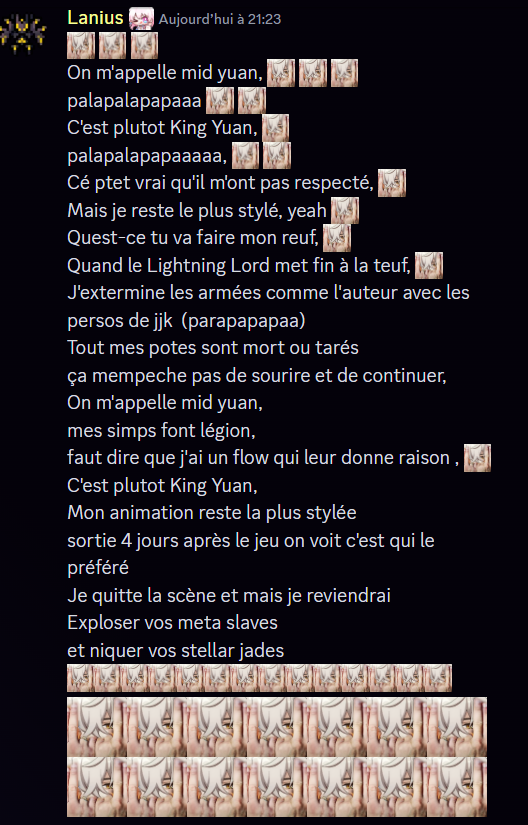 Lanius Aujourd'hui à 21:23
On m'appelle mid yuan,
palapalapapaaa
C'est plutot King Yuan,
palapalapapaaaaa,
Cé ptet vrai qu'il m'ont pas respecté,
Mais je reste le plus stylé, yeah
Quest-ce tu va faire mon reuf,
Quand le Lightning Lord met fin à la teuf,
J'extermine les armées comme l'auteur avec les
persos de jjk (parapapapaa)
Tout mes potes sont mort ou tarés
ça mempeche pas de sourire et de continuer,
On m'appelle mid yuan,
mes simps font légion,
faut dire que j'ai un flow qui leur donne raison ,
C'est plutot King Yuan,
Mon animation reste la plus stylée
sortie 4 jours après le jeu on voit c'est qui le
préféré
Je quitte la scène et mais je reviendrai
Exploser vos meta slaves
et niquer vos stellar jades